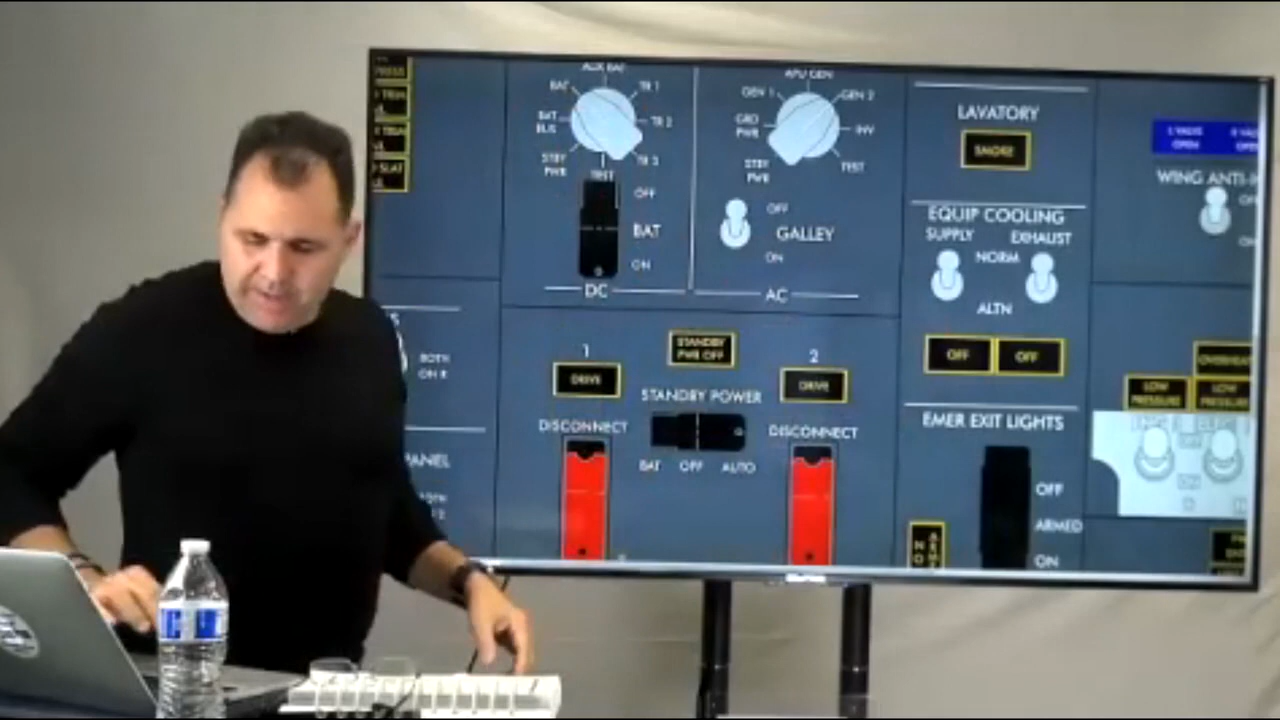 PRESS
AUX BAT
BAT
TR 1
BAT
BUS
TR 2
STBY
PWR
TR 3
TEST
OFF
BAT
ON
DC
APU GEN
GEN 1
GEN 2
GRD
PWR
INV
STBY
PWR
TEST
OFF
GALLEY
ON
AC
LAVATORY
SMOKE
EQUIP COOLING
SUPPLY
EXHAUST
NORM
ALTN
OFF
OFF
WING ANTI-I
BOTH
ON R
PANEL
1
DRIVE
DISCONNECT
STANDBY
PWR OFF
STANDBY POWER
BAT OFF AUTO
2
DRIVE
DISCONNECT
EMER EXIT LIGHTS
OFF
ARMED
ON
OVERHEAT
LOW
PRESSURE
LOW
PRESSURE